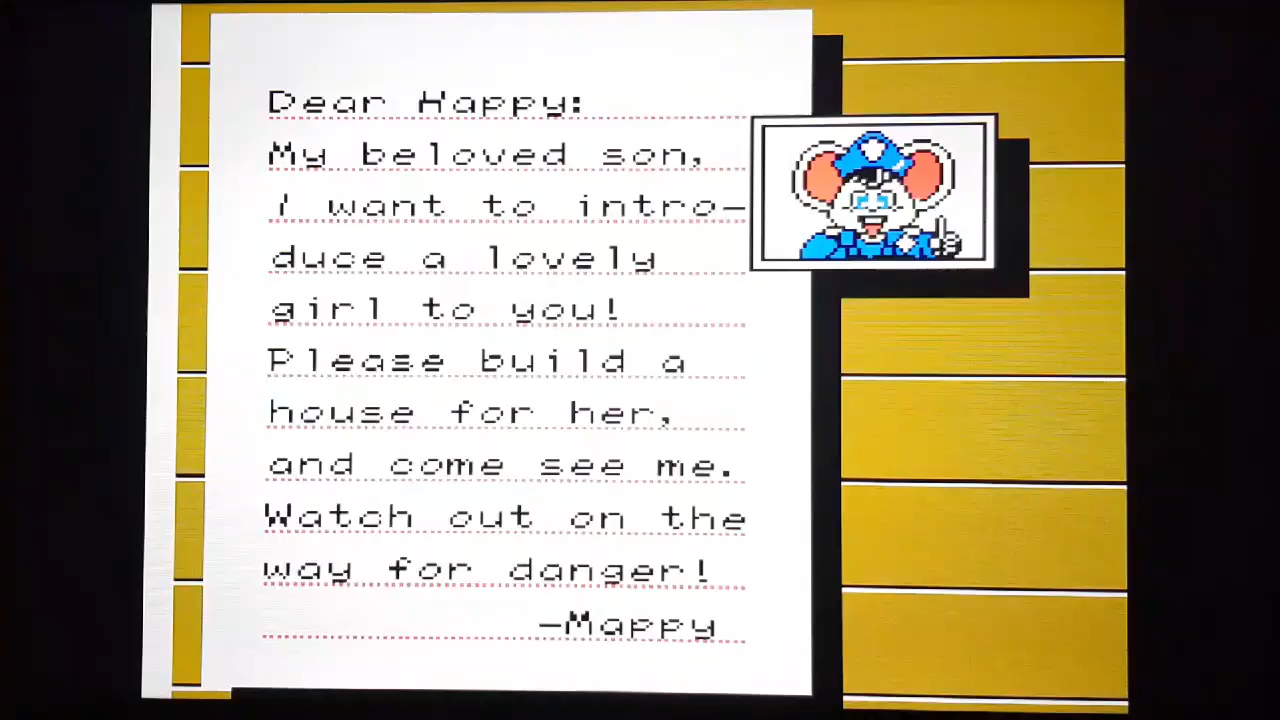 Dear Happy:
My beloved son,
I want to intro-
duce a lovely
girl to you!
Please build a
house for her,
and come see me.
Watch out on the
way for danger!
-Mappy